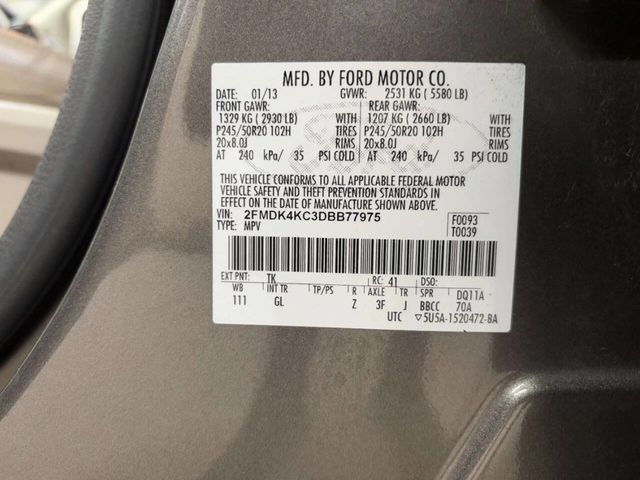 MFD. BY FORD MOTOR CO.
DATE: 01/13 GVWR: 2531 KG ( 5580 LB)
FRONT GAWR: REAR GAWR:
1329 KG ( 2930 LB) WITH 1207 KG ( 2660 LB) WITH
P245/50R20 102H TIRES P245/50R20 102H TIRES
20x8.0J RIMS 20x8.0J RIMS
AT 240 kPa/ 35 PSI COLD AT 240 kPa/ 35 PSI COLD
THIS VEHICLE CONFORMS TO ALL APPLICABLE FEDERAL MOTOR
VEHICLE SAFETY AND THEFT PREVENTION STANDARDS IN
EFFECT ON THE DATE OF MANUFACTURE SHOWN ABOVE.
VIN: 2FMDK4KC3DBB77975 F0093
TYPE: MPV T0039
EXT PNT: TK RC: 41 DSO:
WB INT TR TP/PS R AXLE TR SPR DQ11A
111 GL Z 3F J BBCC 70A
UTC ▽5U5A-1520472-BA